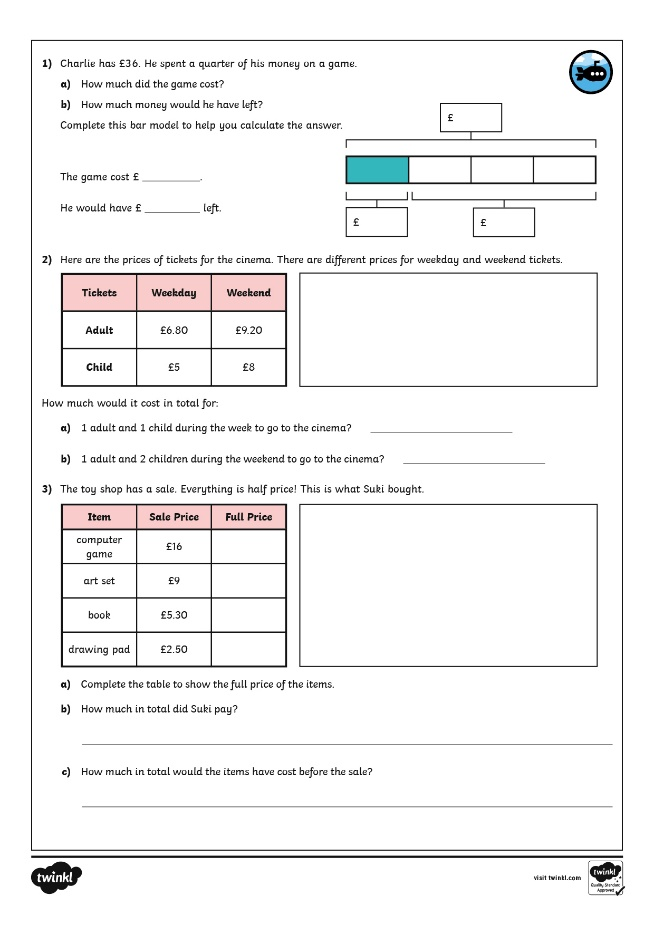 1) Charlie has £36. He spent a quarter of his money on a game.
a) How much did the game cost?
b) How much money would he have left?
Complete this bar model to help you calculate the answer.
£
The game cost £ __________.
He would have £ __________ left.
£ £
2) Here are the prices of tickets for the cinema. There are different prices for weekday and weekend tickets.
Tickets Weekday Weekend
Adult £6.80 £9.20
Child £5 £8
How much would it cost in total for:
a) 1 adult and 1 child during the week to go to the cinema?
b) 1 adult and 2 children during the weekend to go to the cinema?
3) The toy shop has a sale. Everything is half price! This is what Suki bought.
Item Sale Price Full Price
computer
game £16
art set £9
book £5.30
drawing pad £2.50
a) Complete the table to show the full price of the items.
b) How much in total did Suki pay?
c) How much in total would the items have cost before the sale?
twinkl
visit twinkl.com
twinkl
Quality Standard
Approved